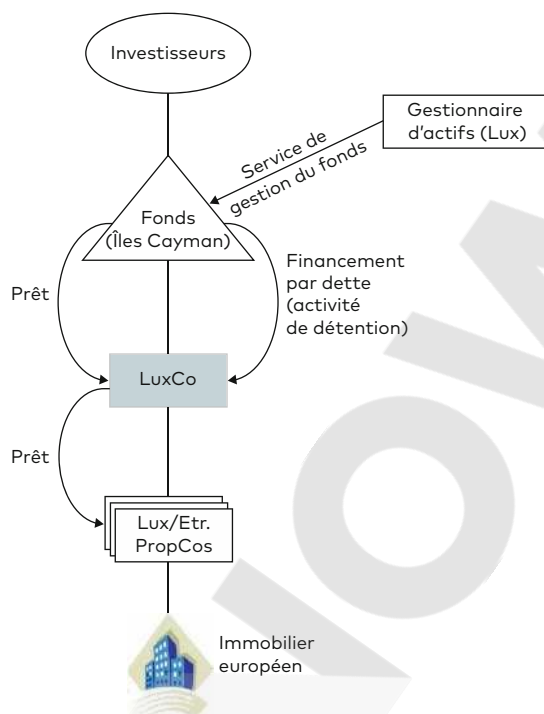 Investisseurs
Gestionnaire
d'actifs (Lux)
Service de
gestion du fonds
Fonds
(Îles Cayman)
Prêt
Financement
par dette
(activité
de détention)
LuxCo
Prêt
Lux/Etr.
PropCos
Immobilier
européen